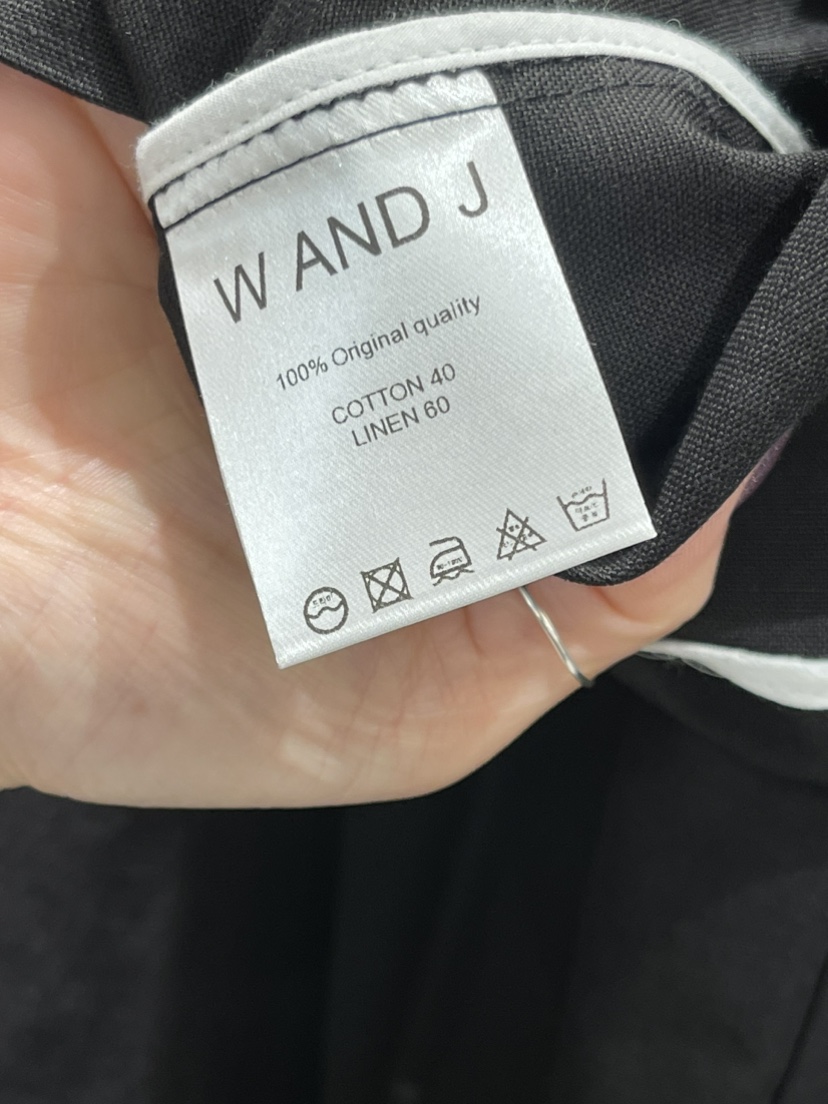 W AND J
100% Original quality
COTTON 40
LINEN 60